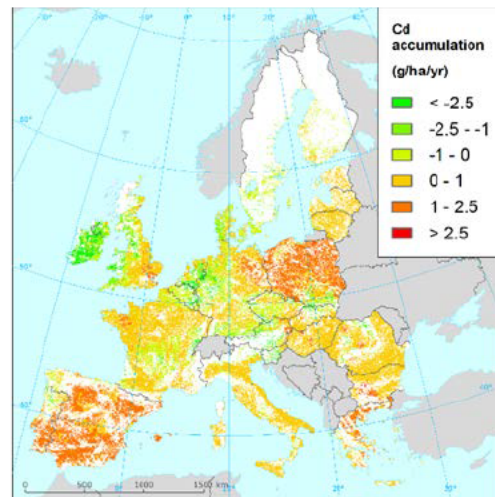 Cd
accumulation
(g/ha/yr)
< -2.5
-2.5 - -1
-1 - 0
0 - 1
1 - 2.5
> 2.5
0 500 1000 1500 km